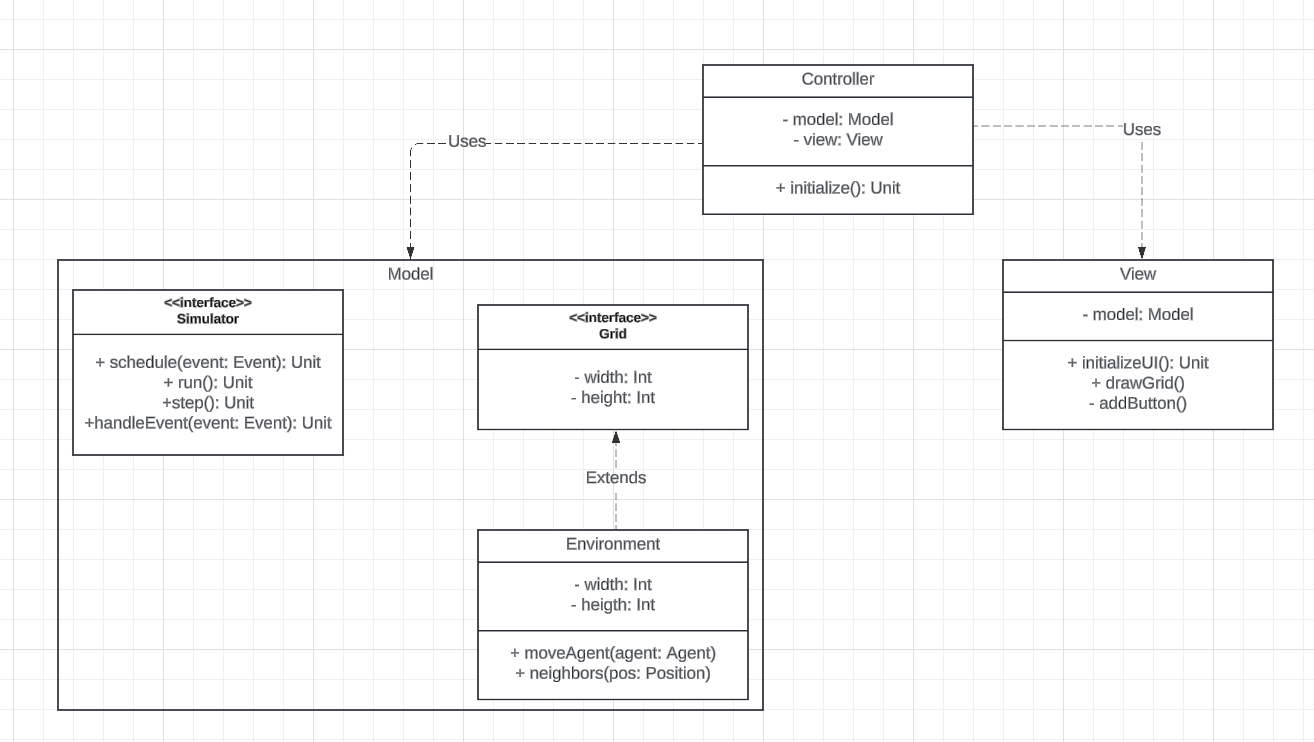 Controller
- model: Model
- view: View
+ initialize(): Unit
Uses
Uses
Model
<<interface>>
Simulator
+ schedule(event: Event): Unit
+ run(): Unit
+step(): Unit
+handleEvent(event: Event): Unit
<<interface>>
Grid
- width: Int
- height: Int
Extends
Environment
- width: Int
- heigth: Int
+ moveAgent(agent: Agent)
+ neighbors(pos: Position)
View
- model: Model
+ initializeUI(): Unit
+ drawGrid()
- addButton()